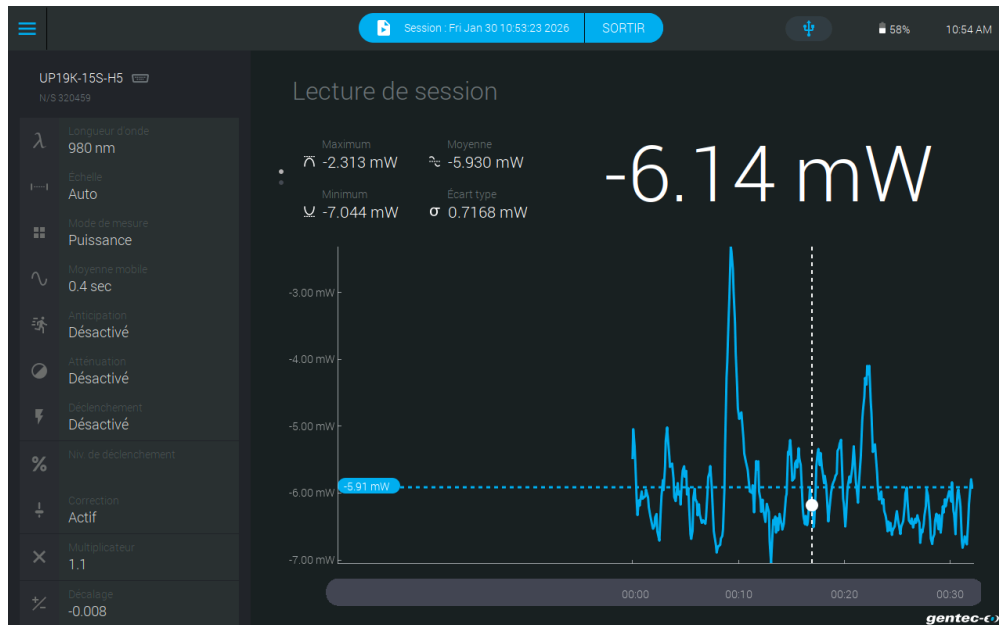 Session : Fri Jan 30 10:53:23 2026
SORTIR
58%
10:54 AM
UP19K-15S-H5
N/S 320459
λ Longueur d'onde
980 nm
Échelle
Auto
Mode de mesure
Puissance
Moyenne mobile
0.4 sec
Anticipation
Désactivé
Atténuation
Désactivé
Déclenchement
Désactivé
% Niv. de déclenchement
Correction
Actif
Multiplicateur
1.1
Décalage
-0.008
Lecture de session
Maximum
-2.313 mW
Moyenne
-5.930 mW
Minimum
-7.044 mW
Écart type
σ 0.7168 mW
-6.14 mW
-3.00 mW
-4.00 mW
-5.00 mW
-5.91 mW
-6.00 mW
-7.00 mW
00:00 00:10 00:20 00:30
gentec-eo